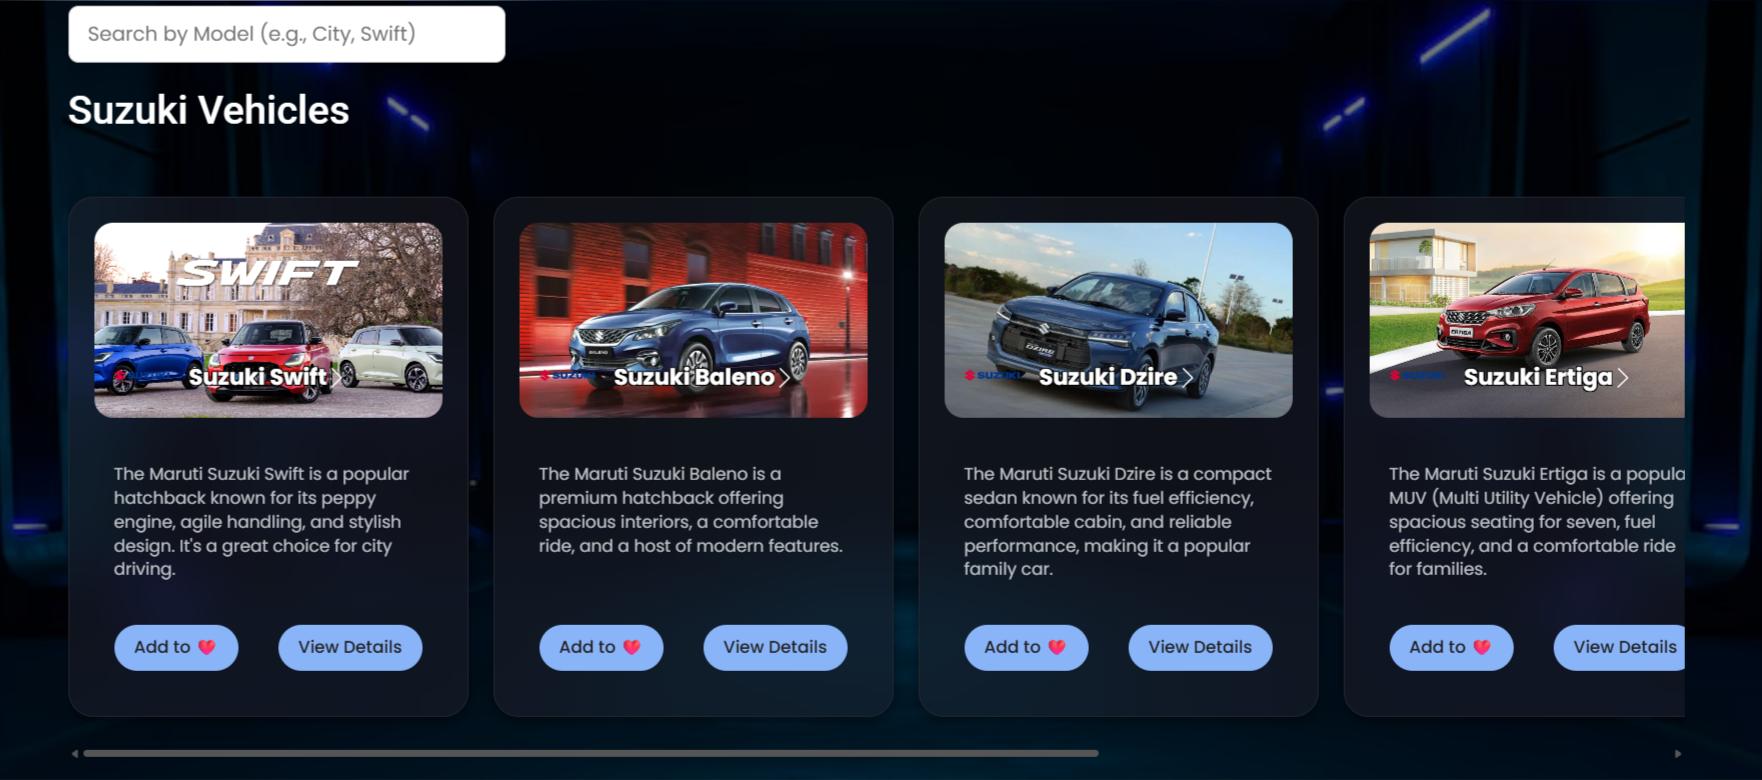 Search by Model (e.g., City, Swift)
Suzuki Vehicles
SWIFT
Suzuki Swift
SUZUKI
Suzuki Baleno
BALENO
SUZUKI
Suzuki Dzire
DZIRE
SUZUKI
Suzuki Ertiga
ERTIGA
The Maruti Suzuki Swift is a popular
hatchback known for its peppy
engine, agile handling, and stylish
design. It's a great choice for city
driving.
Add to ❤️ View Details
The Maruti Suzuki Baleno is a
premium hatchback offering
spacious interiors, a comfortable
ride, and a host of modern features.
Add to ❤️ View Details
The Maruti Suzuki Dzire is a compact
sedan known for its fuel efficiency,
comfortable cabin, and reliable
performance, making it a popular
family car.
Add to ❤️ View Details
The Maruti Suzuki Ertiga is a popula
MUV (Multi Utility Vehicle) offering
spacious seating for seven, fuel
efficiency, and a comfortable ride
for families.
Add to ❤️ View Details